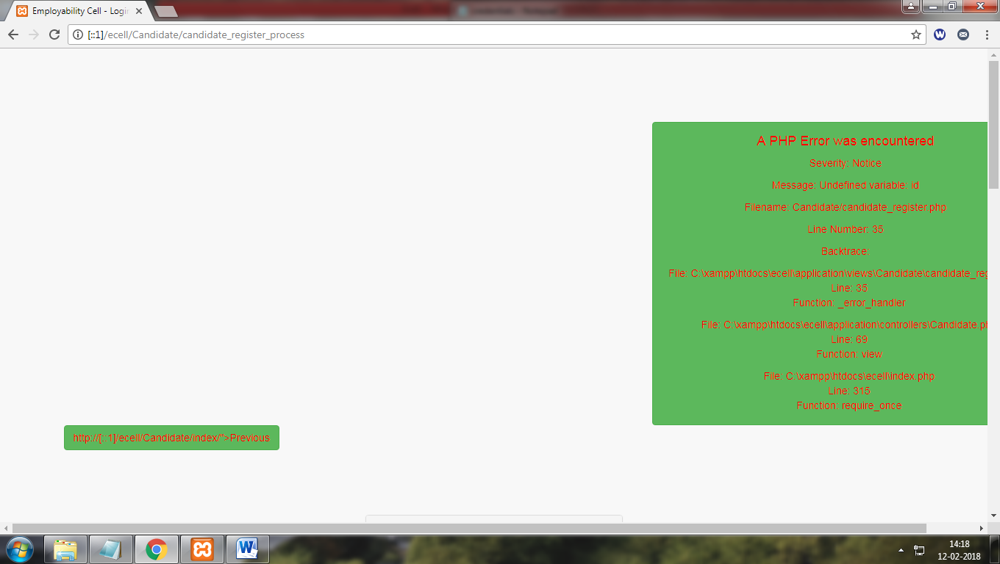 Employability Cell - Logi
[::1]/ecell/Candidate/candidate_register_process
A PHP Error was encountered
Severity: Notice
Message: Undefined variable: id
Filename: Candidate/candidate_register.php
Line Number: 35
Backtrace:
File: C:\xampp\htdocs\ecell\application\views\Candidate\candidate_reg
Line: 35
Function: _error_handler
File: C:\xampp\htdocs\ecell\application\controllers\Candidate.ph
Line: 69
Function: view
File: C:\xampp\htdocs\ecell\index.php
Line: 315
Function: require_once
http://[::1]/ecell/Candidate/index/">Previous
14:18
12-02-2018